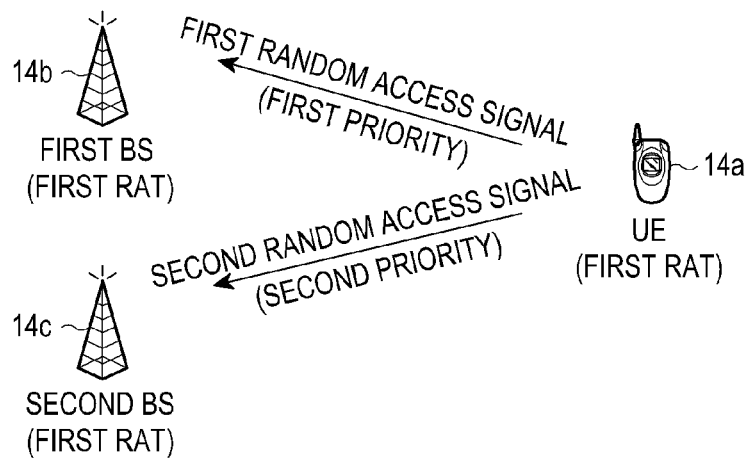 14b
FIRST BS
(FIRST RAT)
FIRST RANDOM ACCESS SIGNAL
(FIRST PRIORITY)
14a
UE
(FIRST RAT)
SECOND RANDOM ACCESS SIGNAL
(SECOND PRIORITY)
14c
SECOND BS
(FIRST RAT)